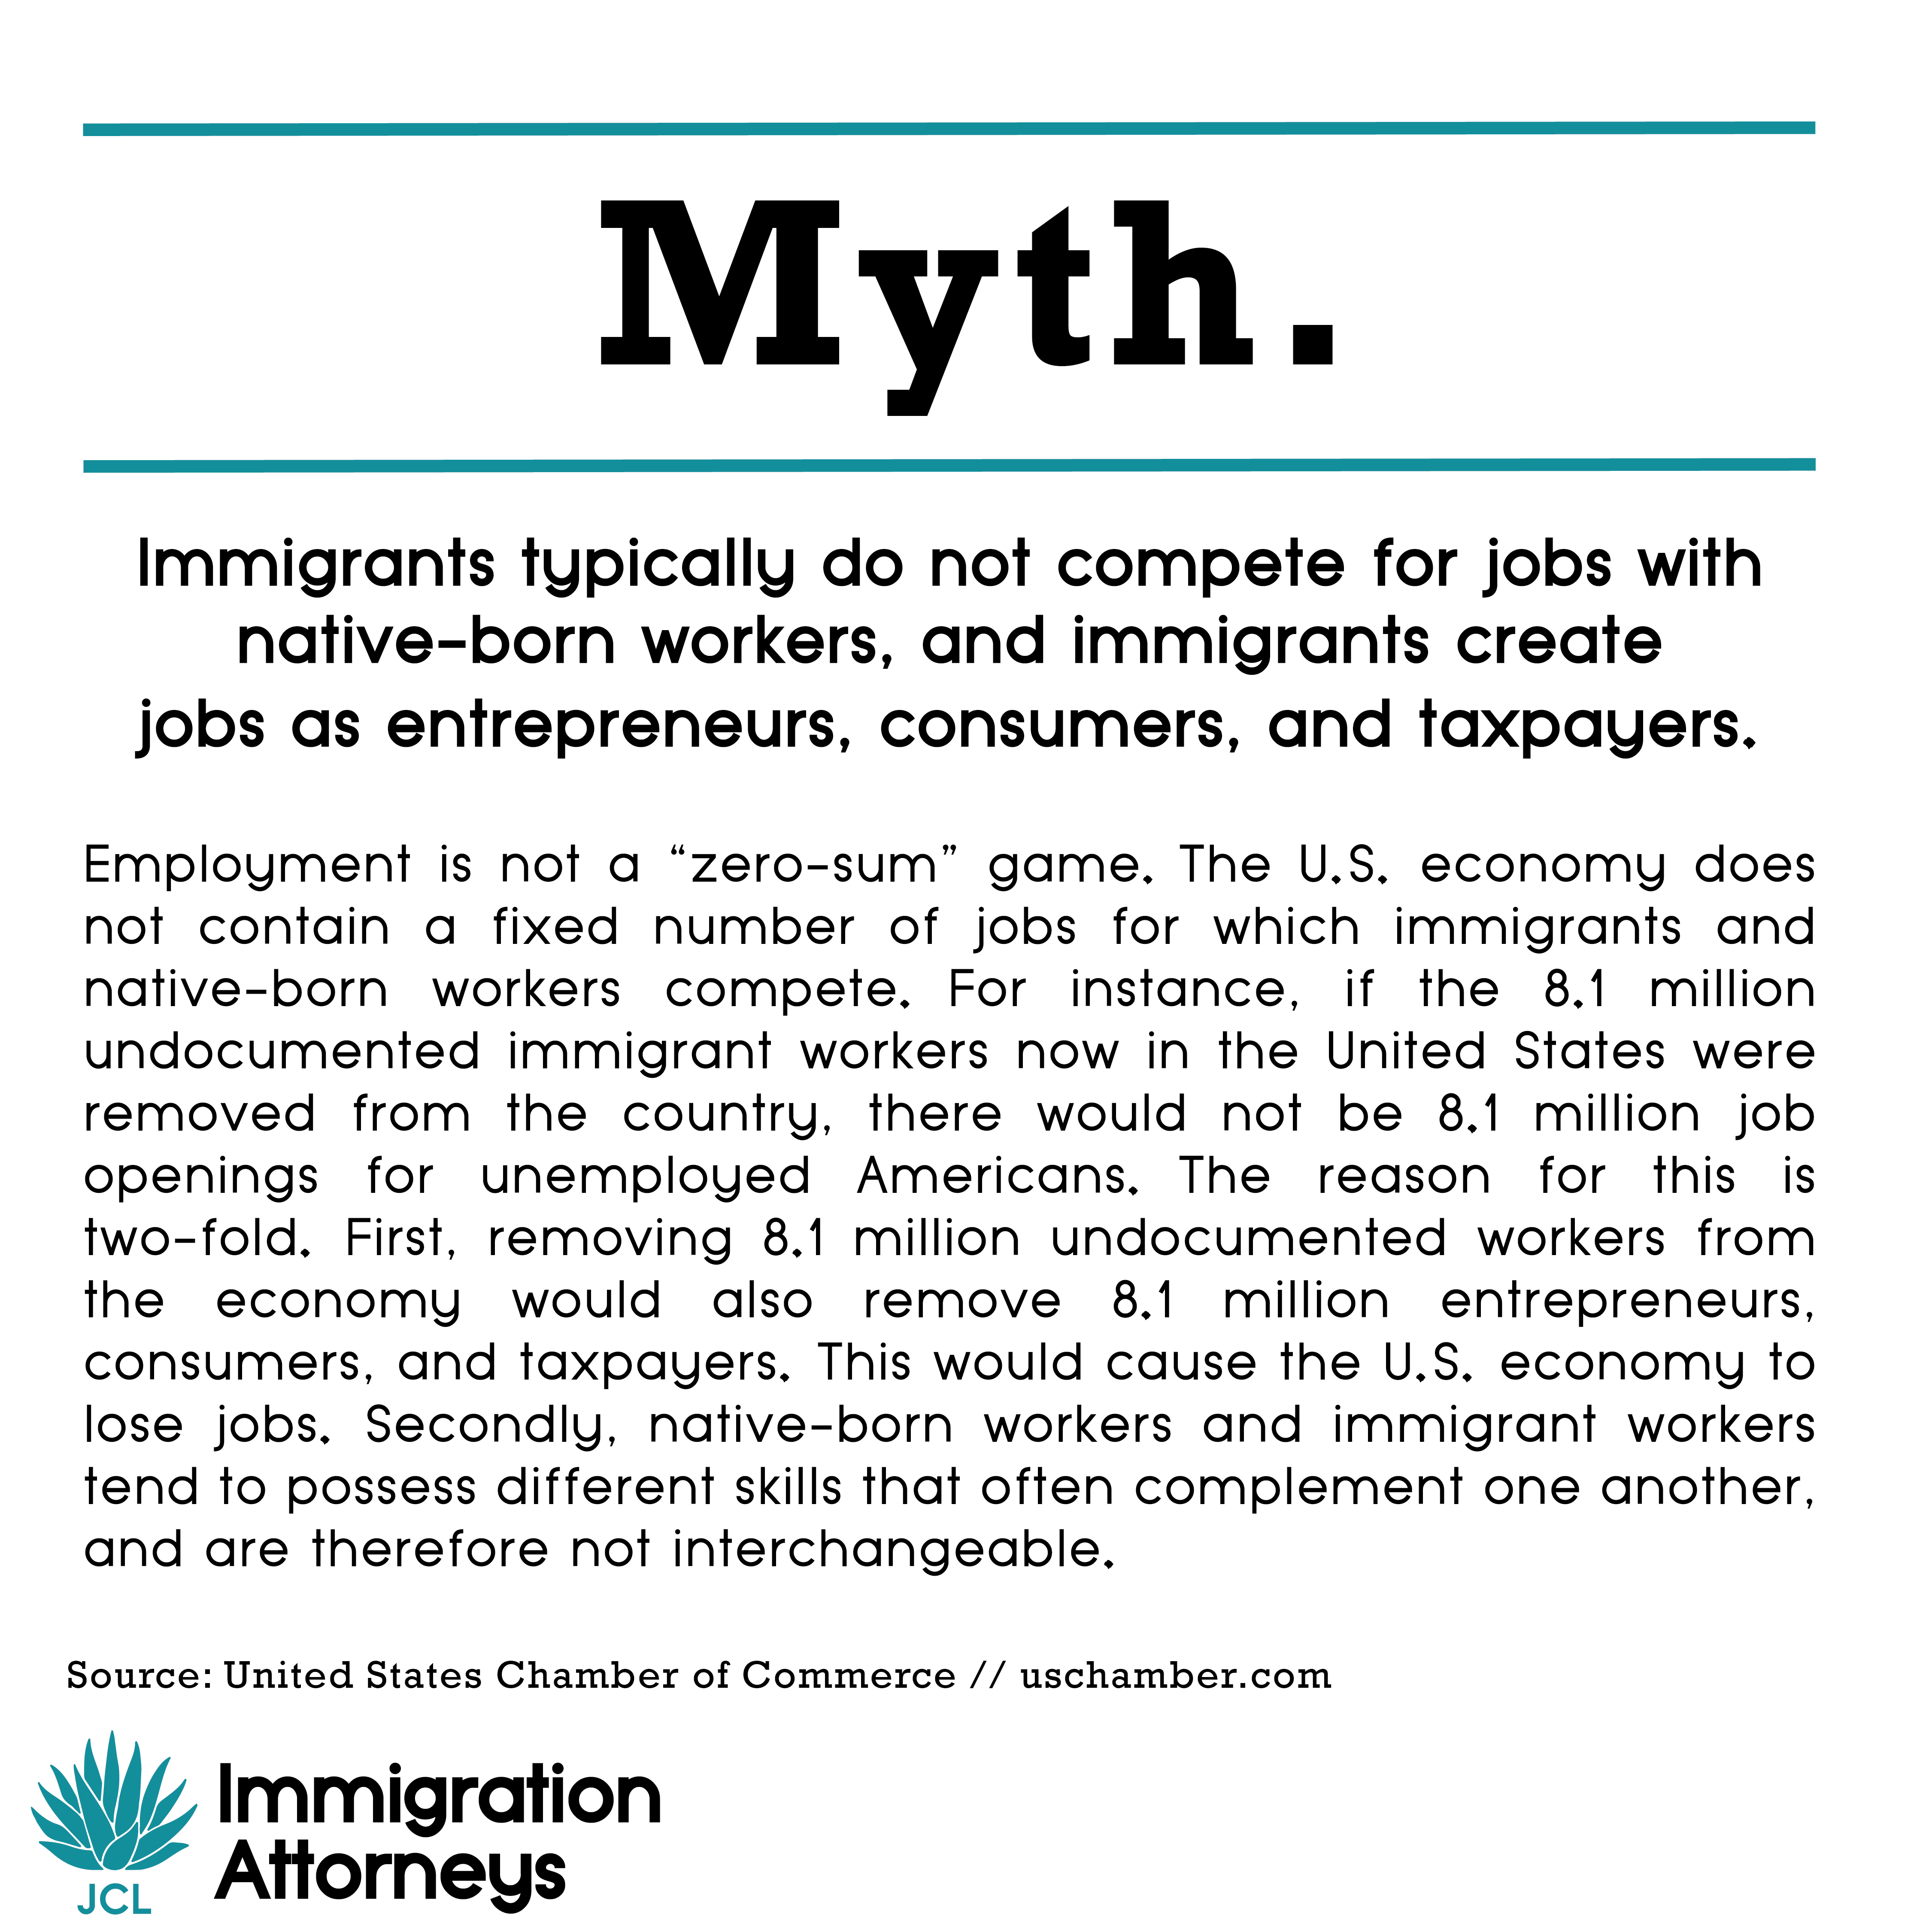 Myth.
Immigrants typically do not compete for jobs with
native-born workers, and immigrants create
jobs as entrepreneurs, consumers, and taxpayers.
Employment is not a “zero-sum” game. The U.S. economy does
not contain a fixed number of jobs for which immigrants and
native-born workers compete. For instance, if the 8.1 million
undocumented immigrant workers now in the United States were
removed from the country, there would not be 8.1 million job
openings for unemployed Americans. The reason for this is
two-fold. First, removing 8.1 million undocumented workers from
the economy would also remove 8.1 million entrepreneurs,
consumers, and taxpayers. This would cause the U.S. economy to
lose jobs. Secondly, native-born workers and immigrant workers
tend to possess different skills that often complement one another,
and are therefore not interchangeable.
Source: United States Chamber of Commerce // uschamber.com
Immigration
Attorneys
JCL